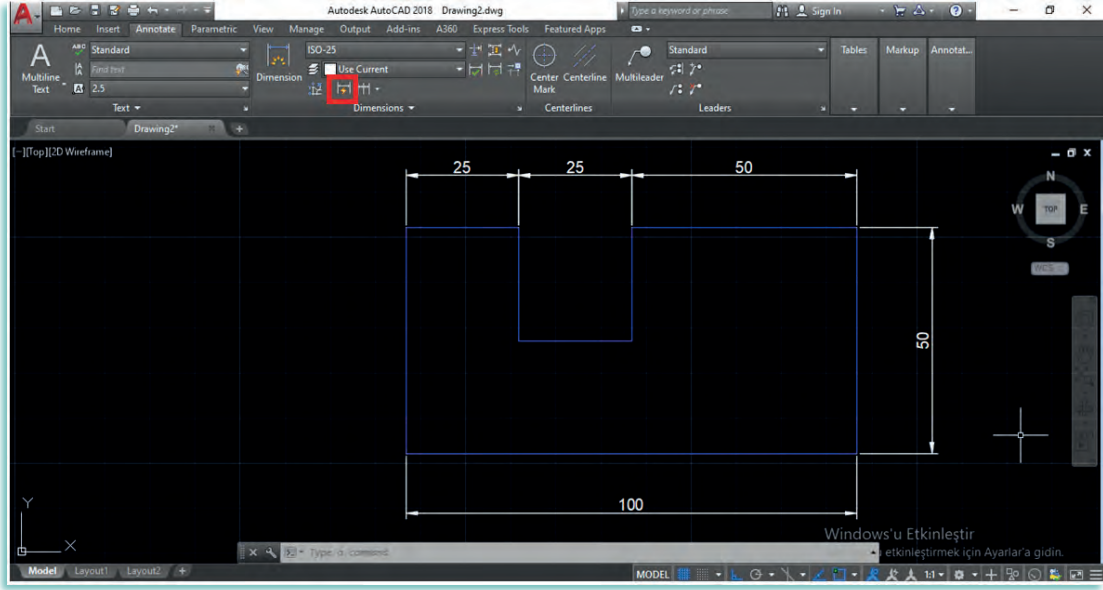 Autodesk AutoCAD 2018 Drawing2.dwg Type a keyword or phrase Sign In
Home Insert Annotate Parametric View Manage Output Add-ins A360 Express Tools Featured Apps
A ABC Standard ISO-25 Standard Tables Markup Annotat...
Find text Use Current
Multiline Text Dimension Center Mark Centerline Multileader
2.5
Text Dimensions Centerlines Leaders
Start Drawing2* +
[−][Top][2D Wireframe]
25 25 50
N
W TOP E
S
WCS
50
100
Y
X
Windows'u Etkinleştir
etkinleştirmek için Ayarlar'a gidin.
Type a command
Model Layout1 Layout2 + MODEL 1:1